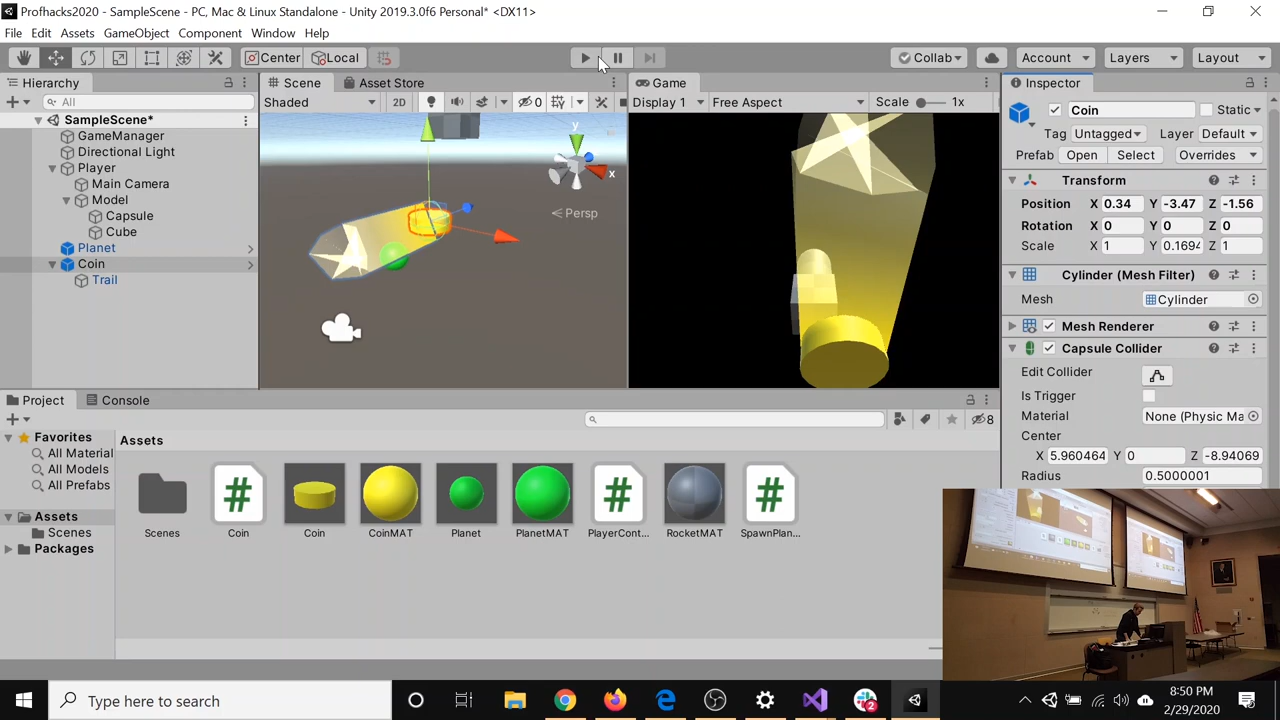 Profhacks2020 - SampleScene - PC, Mac & Linux Standalone - Unity 2019.3.0f6 Personal* <DX11>
File Edit Assets GameObject Component Window Help
Center Local Collab Account Layers Layout
Hierarchy Scene Asset Store Game Inspector
All Shaded 2D 0 Display 1 Free Aspect Scale 1x Coin Static
SampleScene*
GameManager
Directional Light
Player
Main Camera
Model
Capsule
Cube
Planet
Coin
Trail
y
x
Persp
Tag Untagged Layer Default
Prefab Open Select Overrides
Transform
Position X 0.34 Y -3.47 Z -1.56
Rotation X 0 Y 0 Z 0
Scale X 1 Y 0.1694 Z 1
Cylinder (Mesh Filter)
Mesh Cylinder
Mesh Renderer
Capsule Collider
Edit Collider
Is Trigger
Material None (Physic Ma
Center
X 5.960464 Y 0 Z -8.94069
Radius 0.5000001
Project Console
8
Favorites
All Material
All Models
All Prefabs
Assets
Scenes
Packages
Assets
Scenes Coin Coin CoinMAT Planet PlanetMAT PlayerCont... RocketMAT SpawnPlan...
Type here to search
2
8:50 PM
2/29/2020